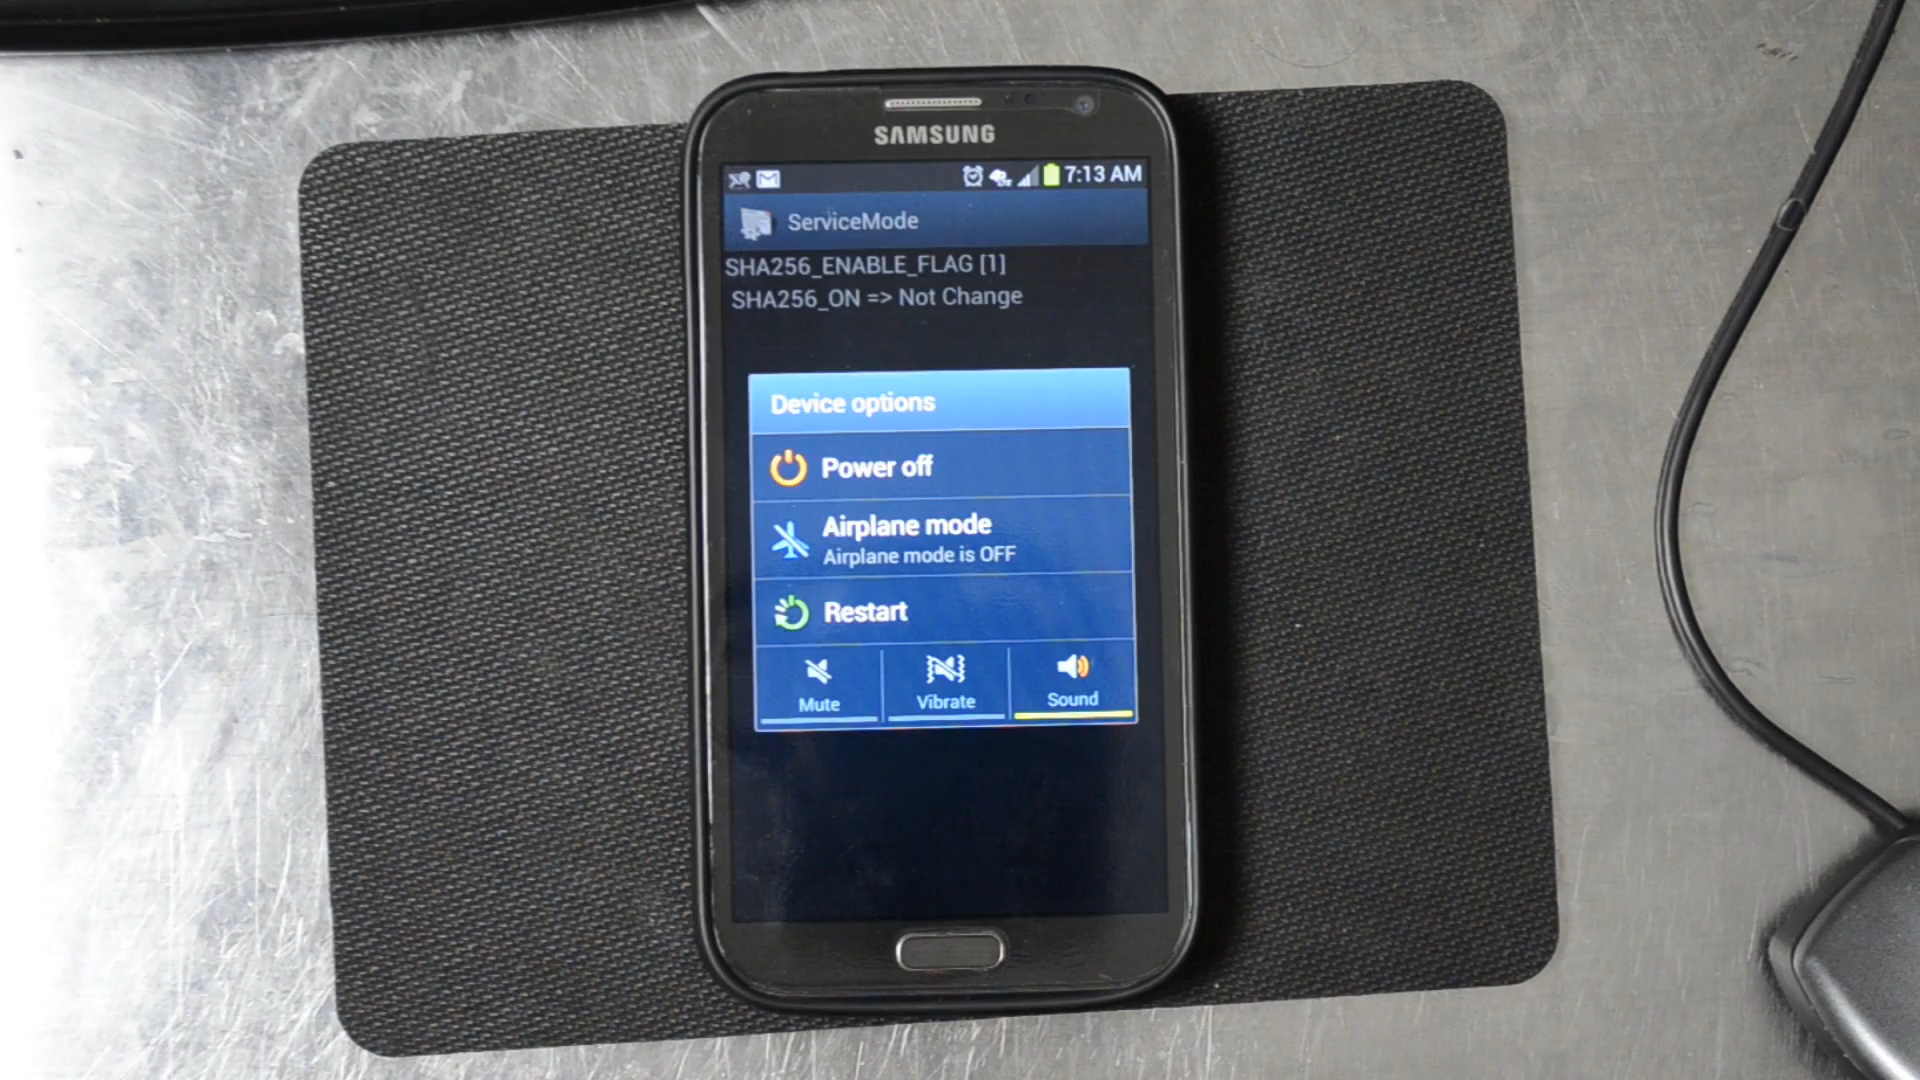 SAMSUNG
7:13 AM
ServiceMode
SHA256_ENABLE_FLAG [1]
SHA256_ON => Not Change
Device options
Power off
Airplane mode
Airplane mode is OFF
Restart
Mute
Vibrate
Sound